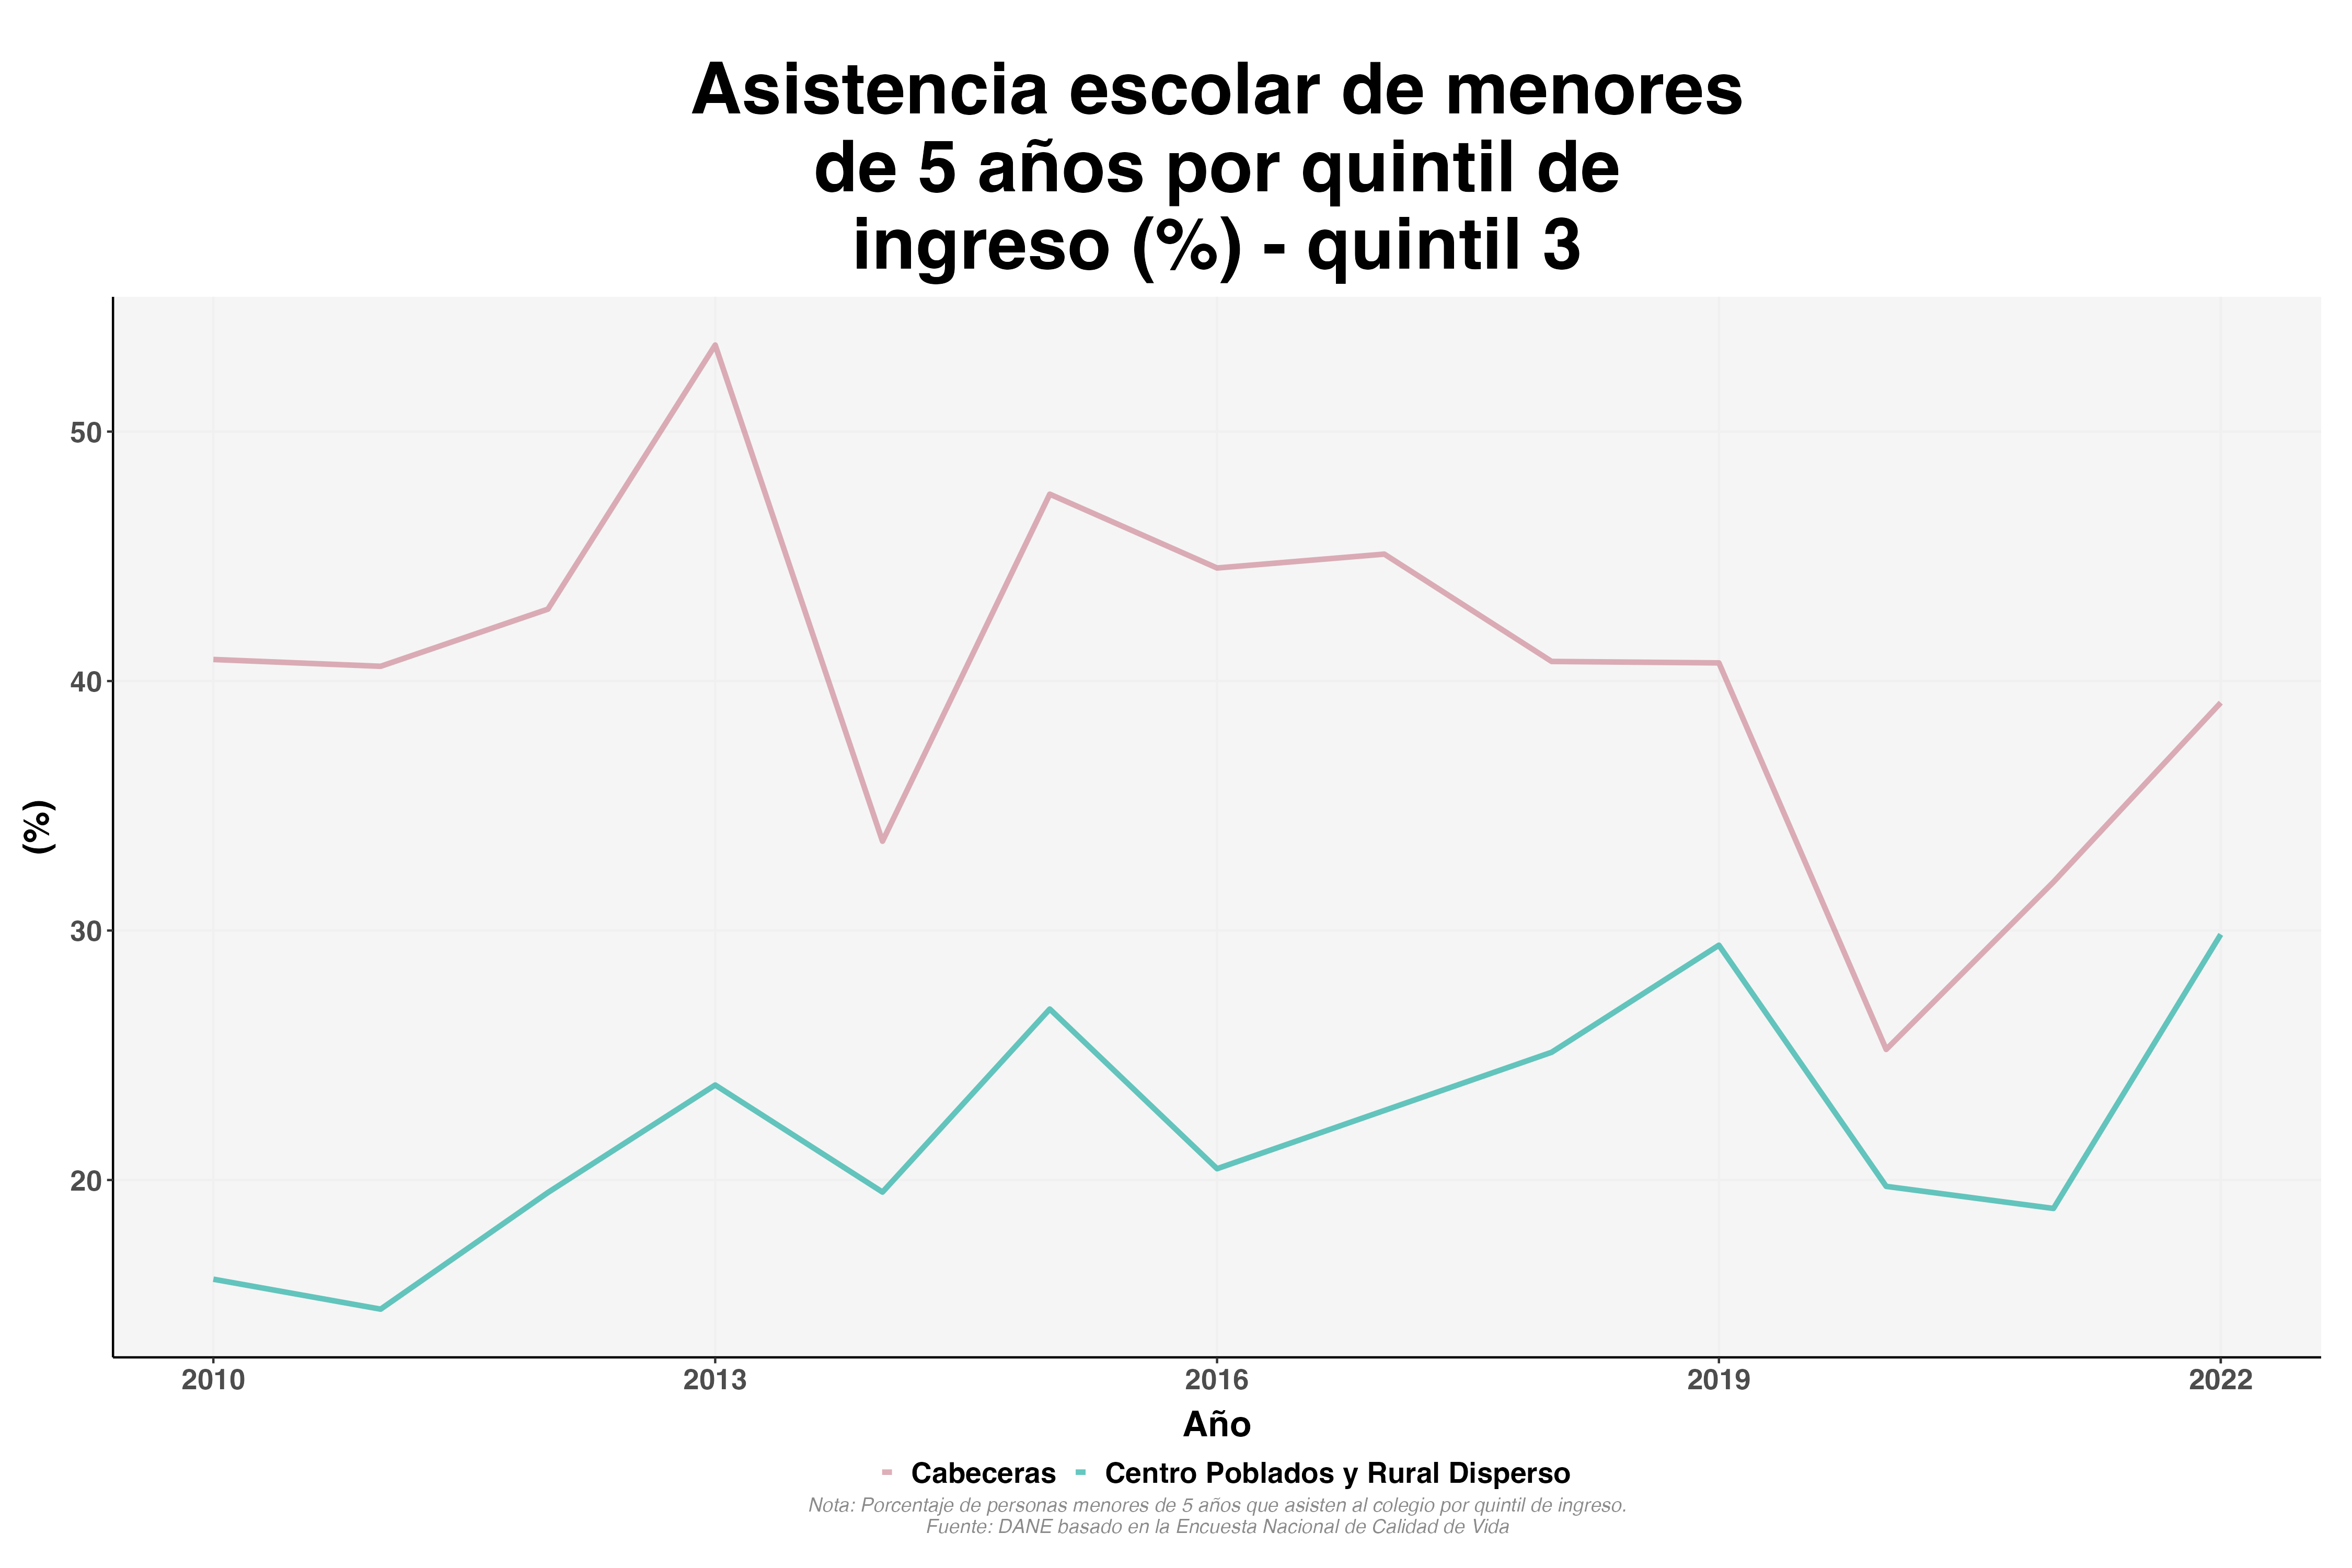 Asistencia escolar de menores
de 5 años por quintil de
ingreso (%) - quintil 3
50
40
30
20
(%)
2010 2013 2016 2019 2022
Año
Cabeceras Centro Poblados y Rural Disperso
Nota: Porcentaje de personas menores de 5 años que asisten al colegio por quintil de ingreso.
Fuente: DANE basado en la Encuesta Nacional de Calidad de Vida